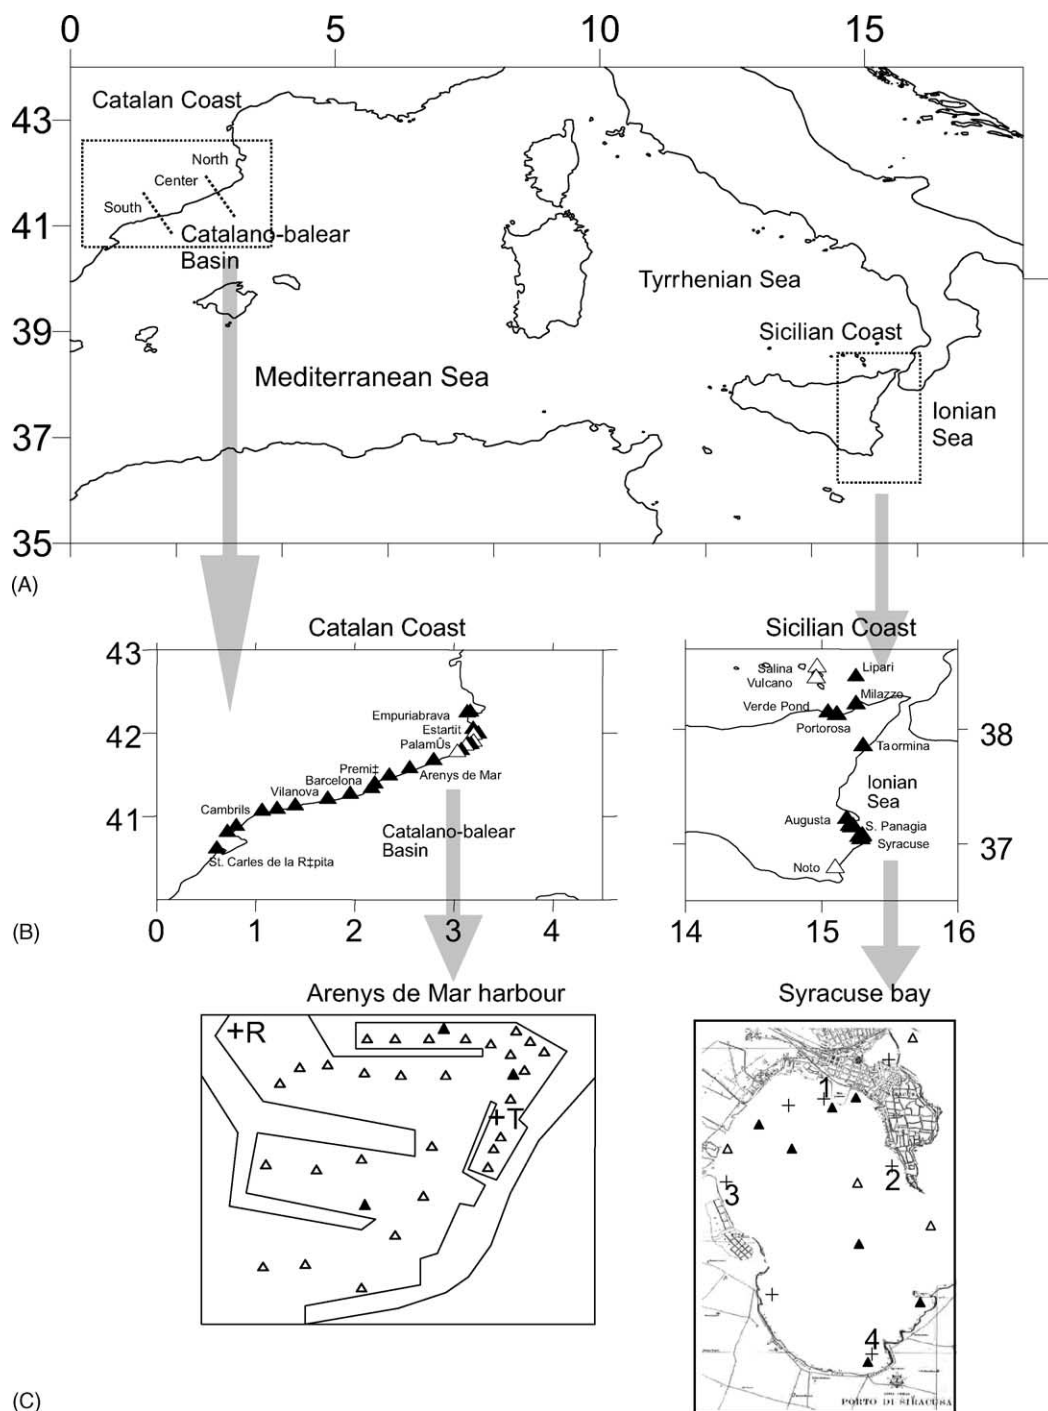 0 5 10 15
Catalan Coast
43
North
Center
South
41
Catalano-balear
Basin
Tyrrhenian Sea
39
Sicilian Coast
Mediterranean Sea
Ionian
Sea
37
35
(A)
Catalan Coast
43
Empuriabrava
Estartit
42
PalamÛs
Premi‡
Arenys de Mar
Barcelona
Vilanova
Cambrils
41
Catalano-balear
Basin
St. Carles de la R‡pita
0 1 2 3 4
Sicilian Coast
Salina
Lipari
Vulcano
Milazzo
Verde Pond
Portorosa
38
Taormina
Ionian
Sea
Augusta
S. Panagia
Syracuse
37
Noto
14 15 16
(B)
Arenys de Mar harbour
+R
+T
Syracuse bay
1
2
3
4
PORTO DI SIRACUSA
(C)